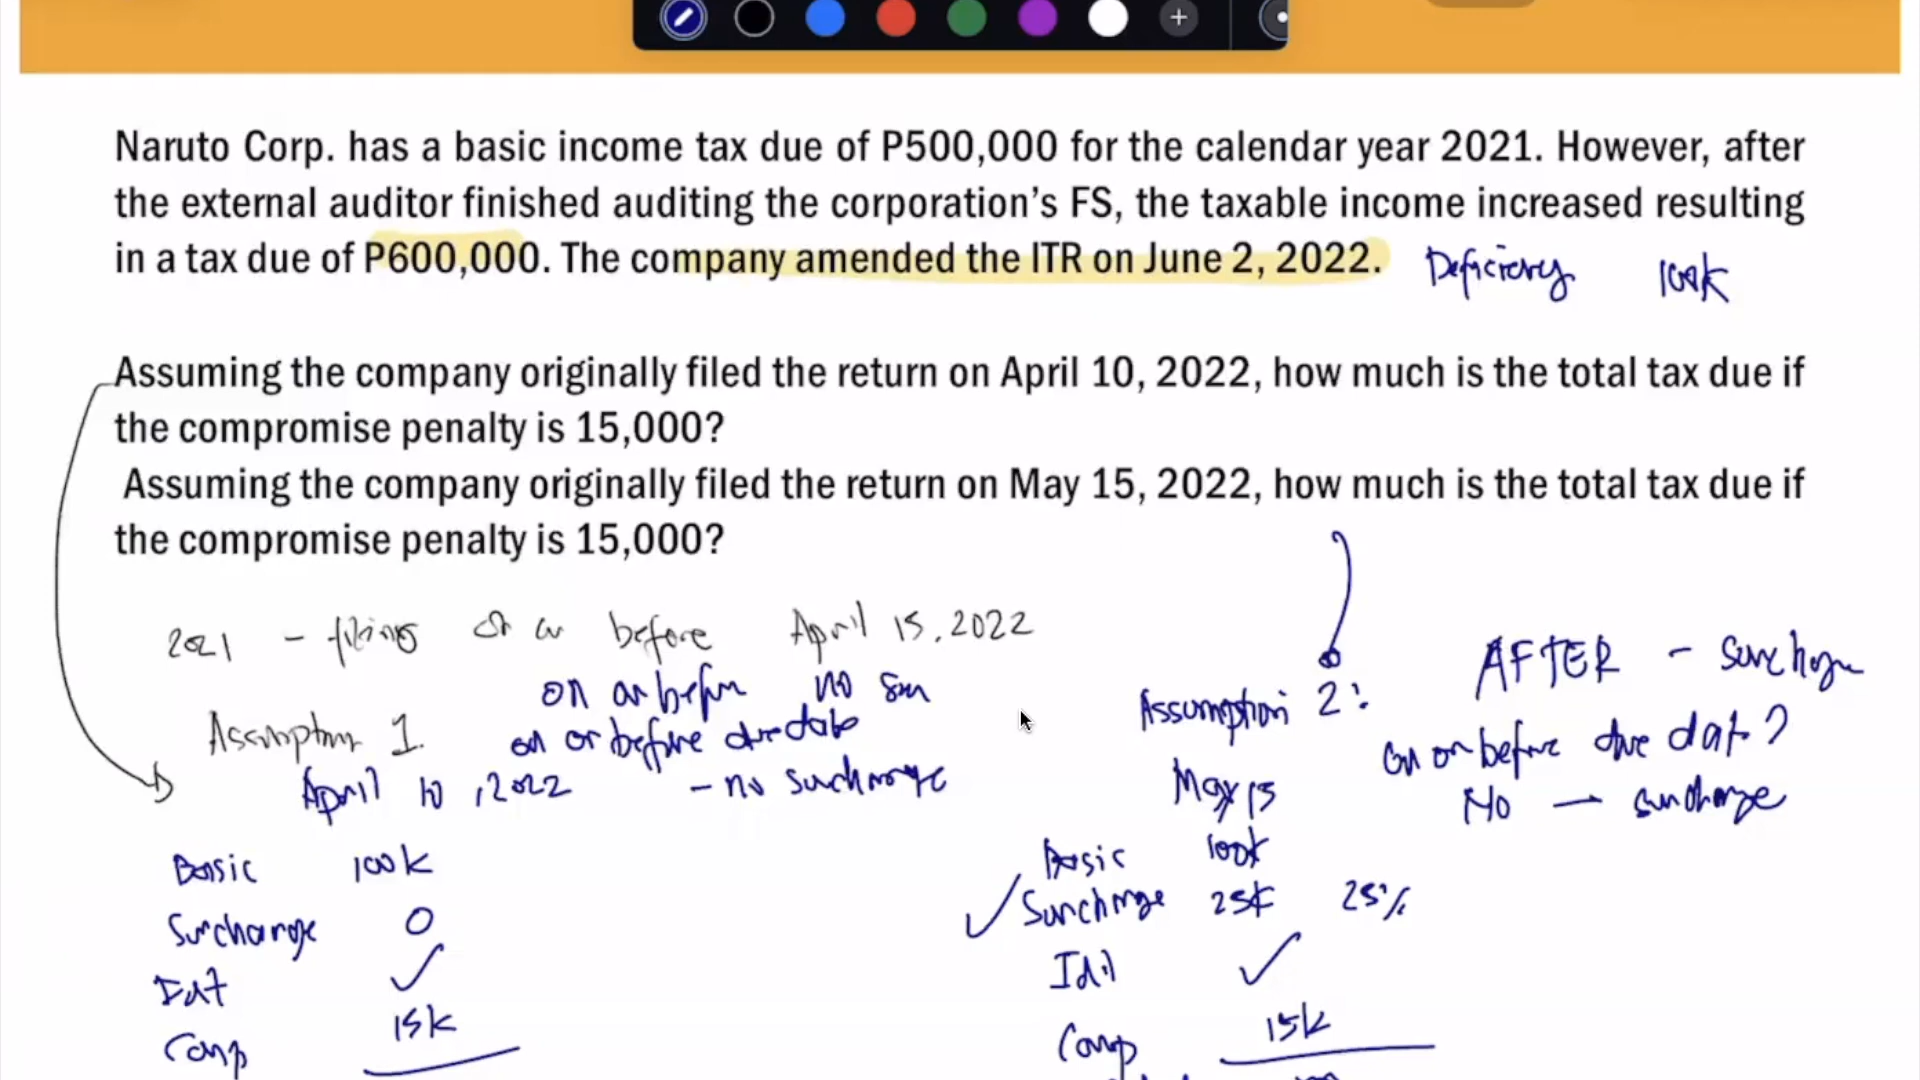 Naruto Corp. has a basic income tax due of P500,000 for the calendar year 2021. However, after
the external auditor finished auditing the corporation's FS, the taxable income increased resulting
in a tax due of P600,000. The company amended the ITR on June 2, 2022.
Deficiency 100k
Assuming the company originally filed the return on April 10, 2022, how much is the total tax due if
the compromise penalty is 15,000?
Assuming the company originally filed the return on May 15, 2022, how much is the total tax due if
the compromise penalty is 15,000?
2021 - filing or before April 15, 2022
on or before no sur
Assumption 1. on or before due date
April 10, 2022 - no surcharge
Basic 100k
Surcharge 0
Int ✓
Comp 15k
AFTER - surcharge
Assumption 2:
on or before due date?
May 15 No — surcharge
Basic 100k
✓ Surcharge 25k 25%
✓
Comp 15k